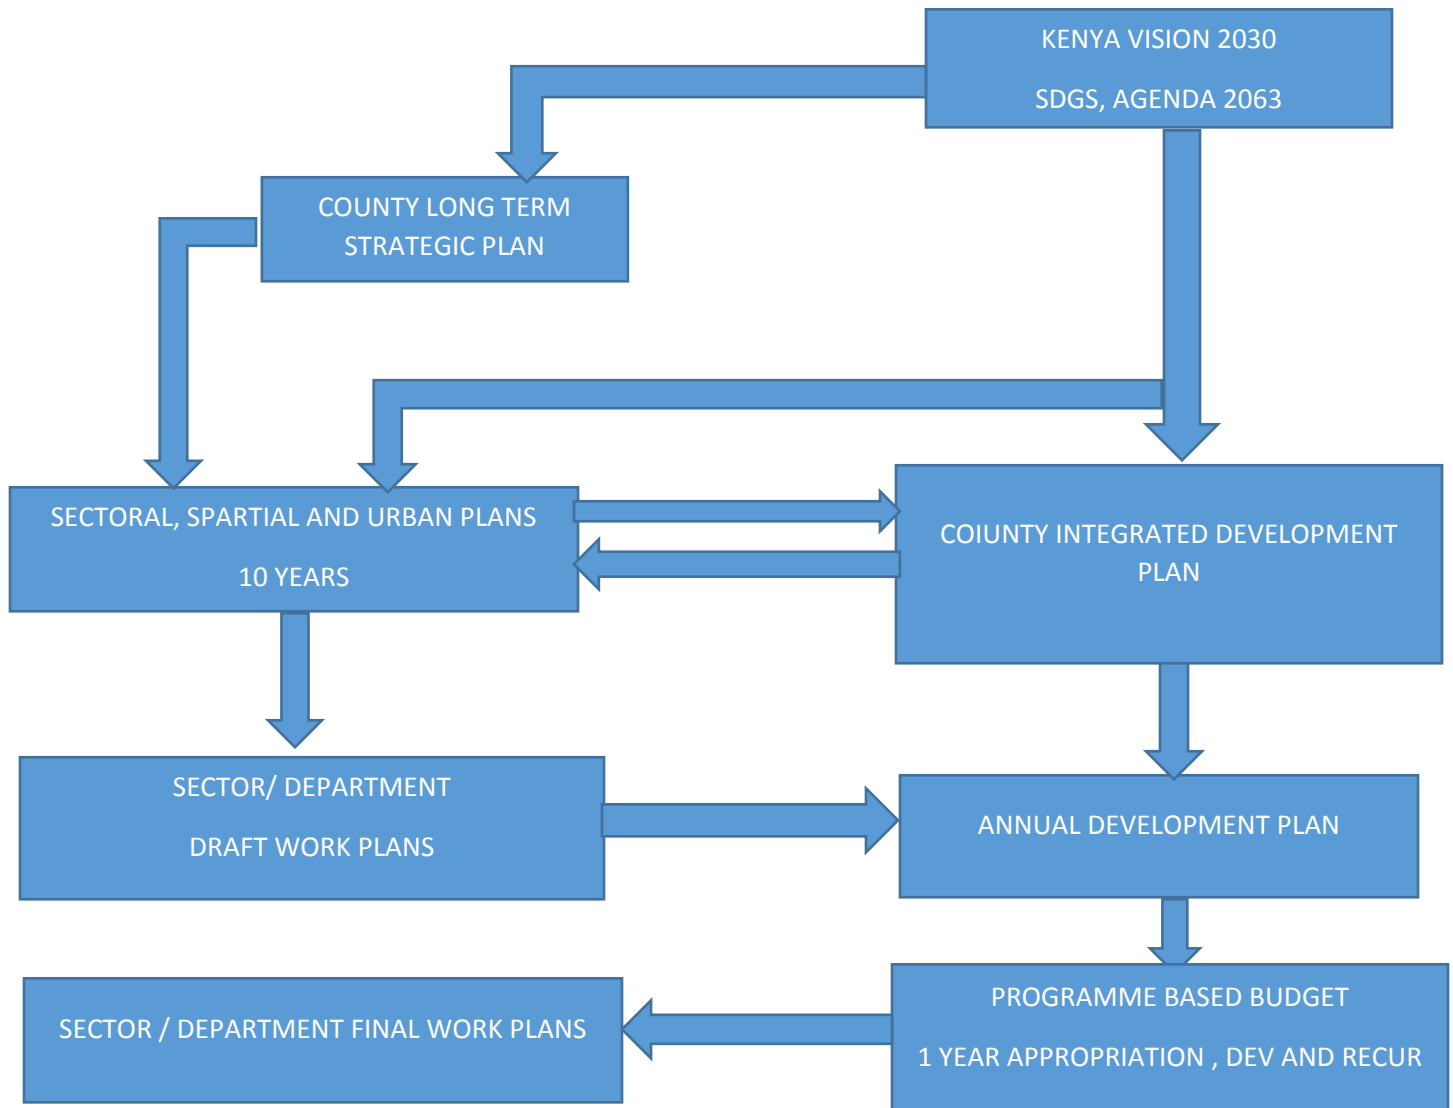 KENYA VISION 2030
SDGS, AGENDA 2063
COUNTY LONG TERM
STRATEGIC PLAN
SECTORAL, SPARTIAL AND URBAN PLANS
10 YEARS
COIUNTY INTEGRATED DEVELOPMENT
PLAN
SECTOR/ DEPARTMENT
DRAFT WORK PLANS
ANNUAL DEVELOPMENT PLAN
SECTOR / DEPARTMENT FINAL WORK PLANS
PROGRAMME BASED BUDGET
1 YEAR APPROPRIATION , DEV AND RECUR